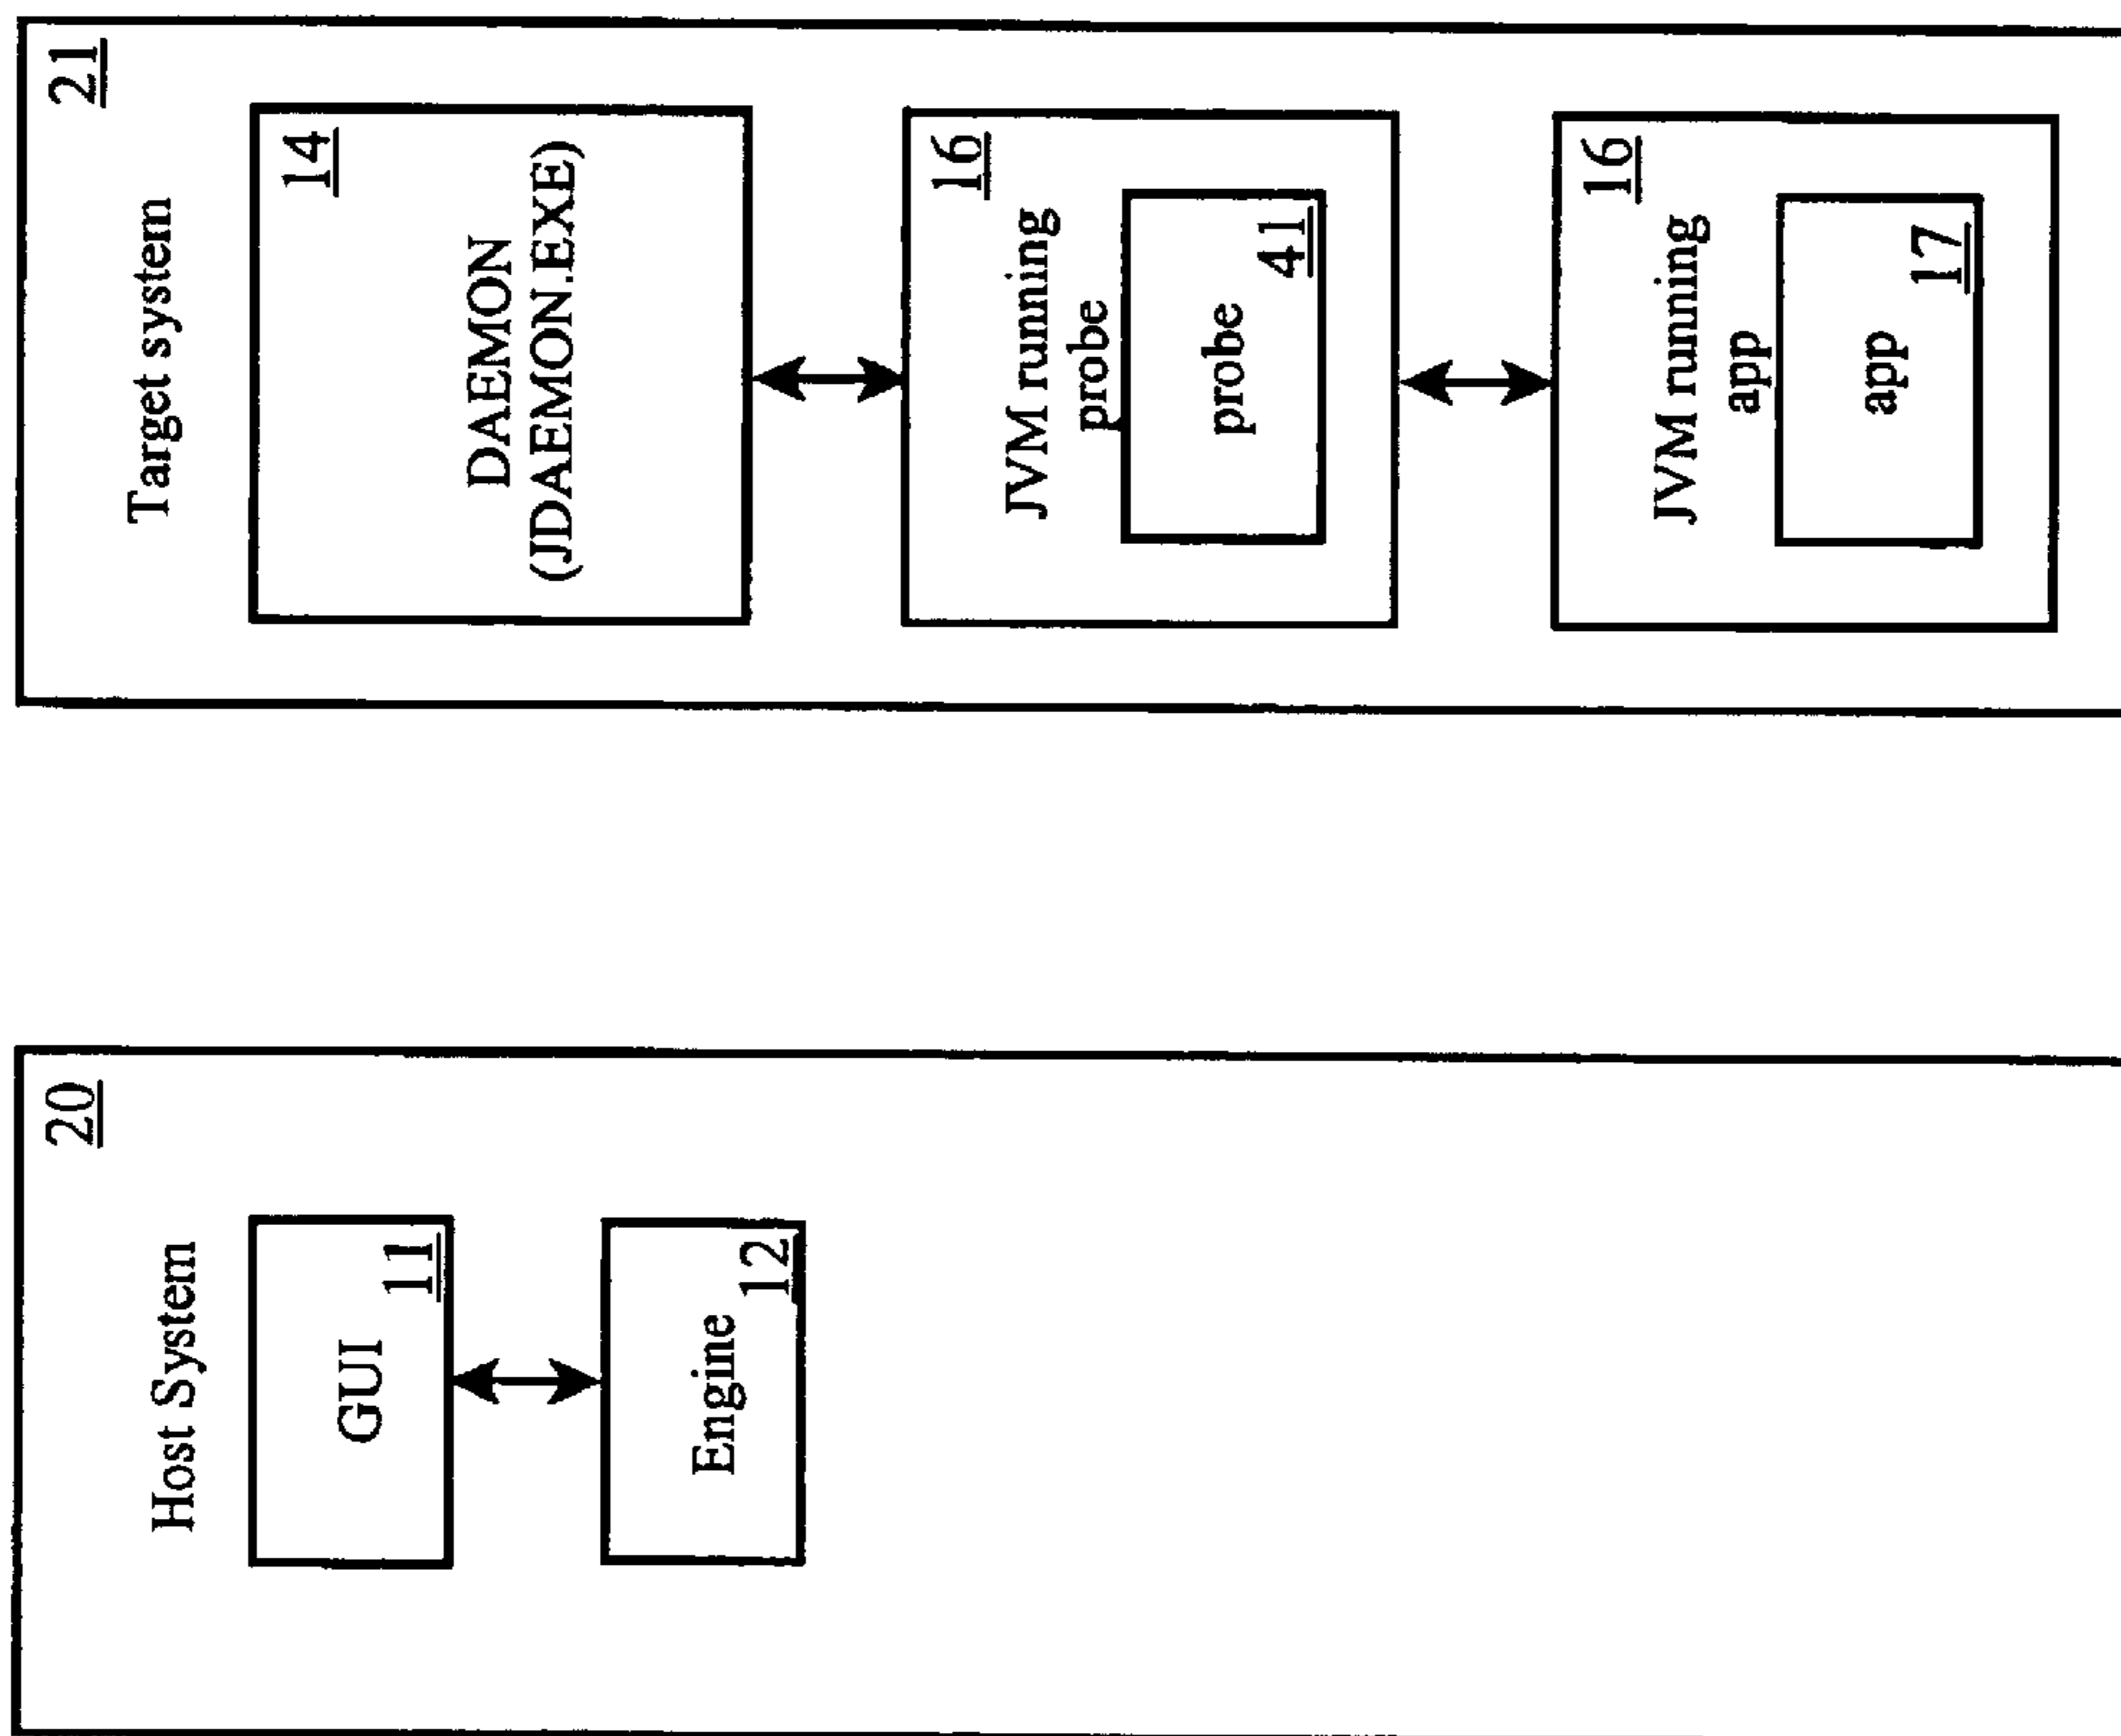 Host System
20
GUI
11
Engine
12
Target system
21
14
DAEMON
(JDAEMON.EXE)
16
JVM running
probe
probe
41
16
JVM running
app
app
17